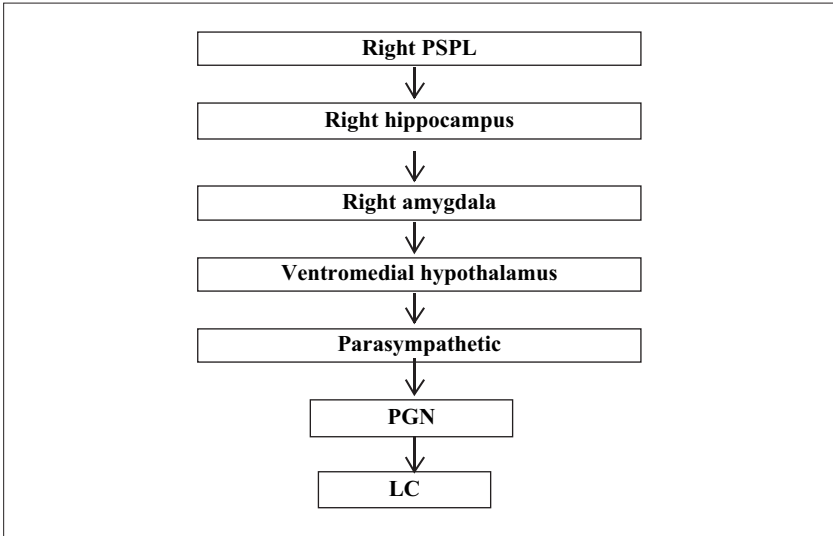 Right PSPL
Right hippocampus
Right amygdala
Ventromedial hypothalamus
Parasympathetic
PGN
LC